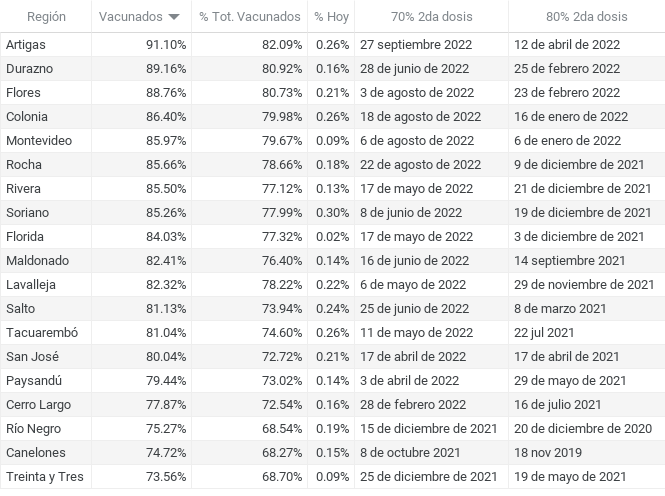 Región Vacunados % Tot. Vacunados % Hoy 70% 2da dosis 80% 2da dosis
Artigas 91.10% 82.09% 0.26% 27 septiembre 2022 12 de abril de 2022
Durazno 89.16% 80.92% 0.16% 28 de junio de 2022 25 de febrero 2022
Flores 88.76% 80.73% 0.21% 3 de agosto de 2022 23 de febrero 2022
Colonia 86.40% 79.98% 0.26% 18 de agosto de 2022 16 de enero de 2022
Montevideo 85.97% 79.67% 0.09% 6 de agosto de 2022 6 de enero de 2022
Rocha 85.66% 78.66% 0.18% 22 de agosto de 2022 9 de diciembre de 2021
Rivera 85.50% 77.12% 0.13% 17 de mayo de 2022 21 de diciembre de 2021
Soriano 85.26% 77.99% 0.30% 8 de junio de 2022 19 de diciembre de 2021
Florida 84.03% 77.32% 0.02% 17 de mayo de 2022 3 de diciembre de 2021
Maldonado 82.41% 76.40% 0.14% 16 de junio de 2022 14 septiembre 2021
Lavalleja 82.32% 78.22% 0.22% 6 de mayo de 2022 29 de noviembre de 2021
Salto 81.13% 73.94% 0.24% 25 de junio de 2022 8 de marzo 2021
Tacuarembó 81.04% 74.60% 0.26% 11 de mayo de 2022 22 jul 2021
San José 80.04% 72.72% 0.21% 17 de abril de 2022 17 de abril de 2021
Paysandú 79.44% 73.02% 0.14% 3 de abril de 2022 29 de mayo de 2021
Cerro Largo 77.87% 72.54% 0.16% 28 de febrero 2022 16 de julio 2021
Río Negro 75.27% 68.54% 0.19% 15 de diciembre de 2021 20 de diciembre de 2020
Canelones 74.72% 68.27% 0.15% 8 de octubre 2021 18 nov 2019
Treinta y Tres 73.56% 68.70% 0.09% 25 de diciembre de 2021 19 de mayo de 2021